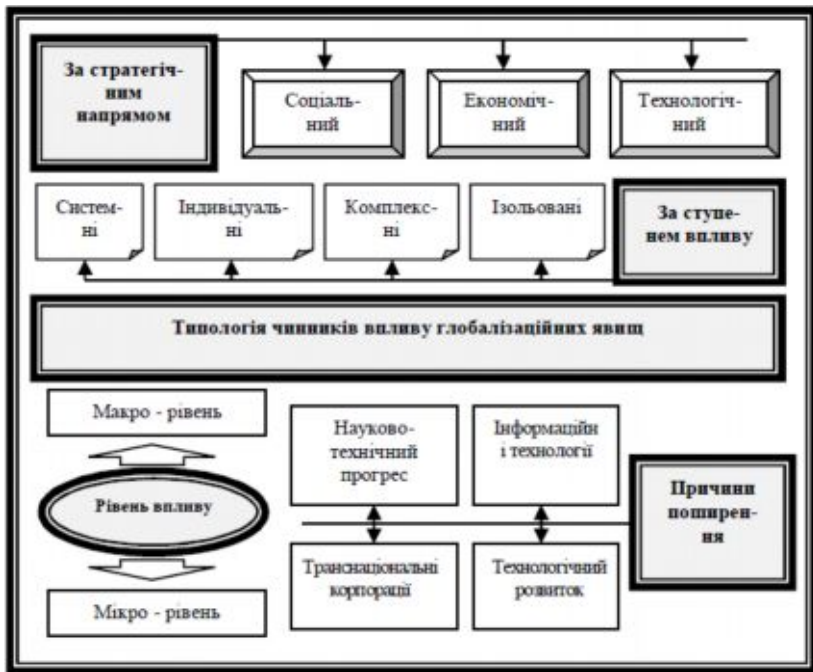 За стратегіч-
ним
напрямом
Соціаль-
ний
Економіч-
ний
Технологіч-
ний
Систем-
ні
Індивідуаль-
ні
Комплекс-
ні
Ізольовані
За ступе-
нем впливу
Типологія чинників впливу глобалізаційних явищ
Макро - рівень
Рівень впливу
Мікро - рівень
Науково-
технічний
прогрес
Інформаційн
і технології
Транснаціональні
корпорації
Технологічний
розвиток
Причини
поширен-
ня